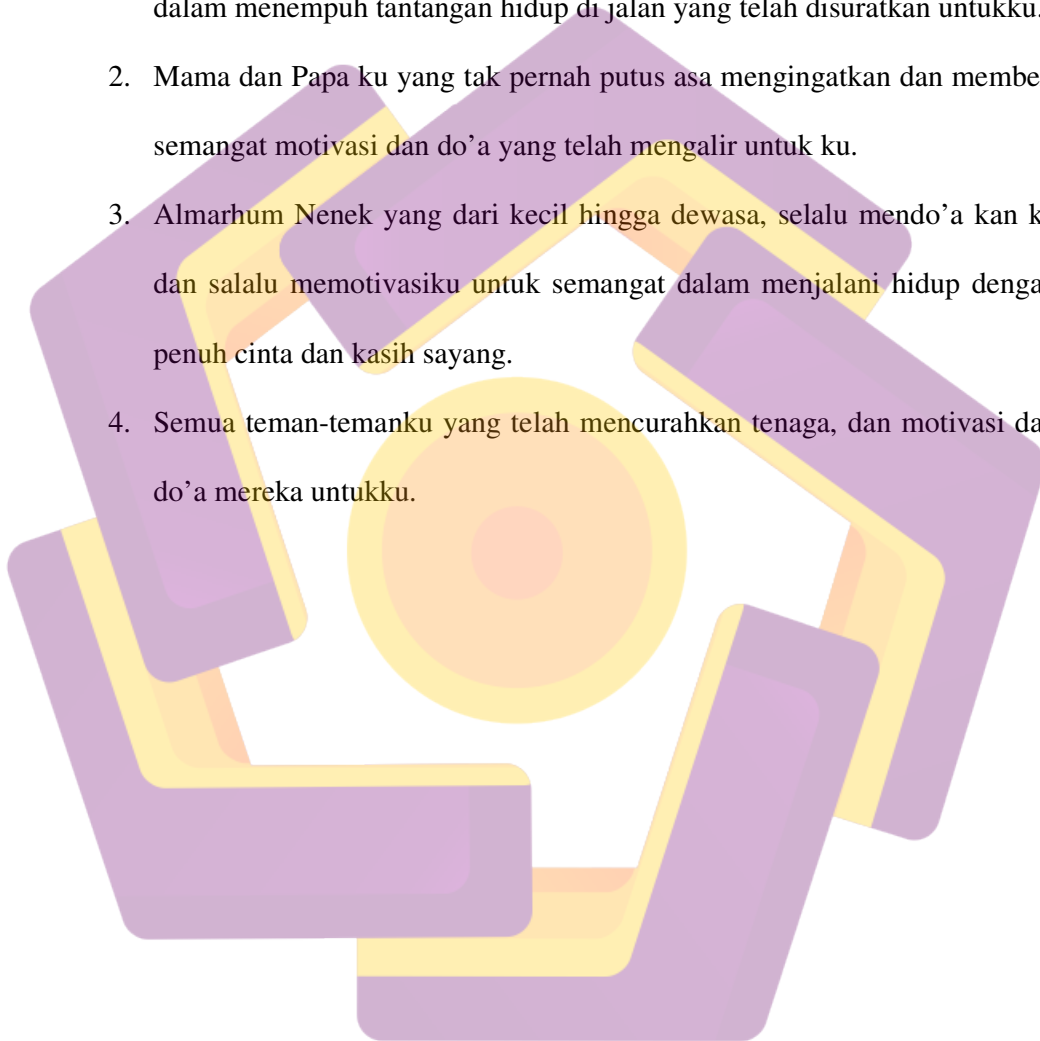 dalam menempuh tantangan hidup di jalan yang telah disuratkan untukku.
2. Mama dan Papa ku yang tak pernah putus asa mengingatkan dan membe
semangat motivasi dan do’a yang telah mengalir untuk ku.
3. Almarhum Nenek yang dari kecil hingga dewasa, selalu mendo’a kan k
dan salalu memotivasiku untuk semangat dalam menjalani hidup denga
penuh cinta dan kasih sayang.
4. Semua teman-temanku yang telah mencurahkan tenaga, dan motivasi da
do’a mereka untukku.